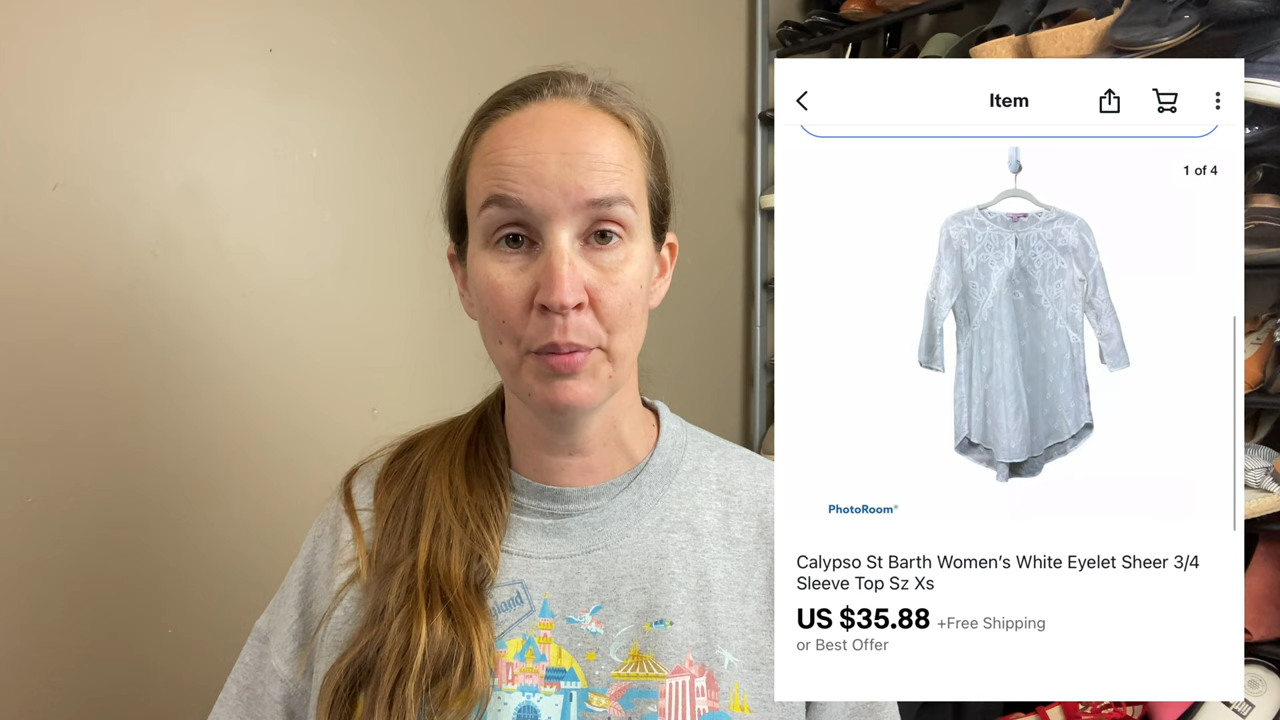 Item
1 of 4
PhotoRoom
Calypso St Barth Women's White Eyelet Sheer 3/4
Sleeve Top Sz Xs
US $35.88 +Free Shipping
or Best Offer